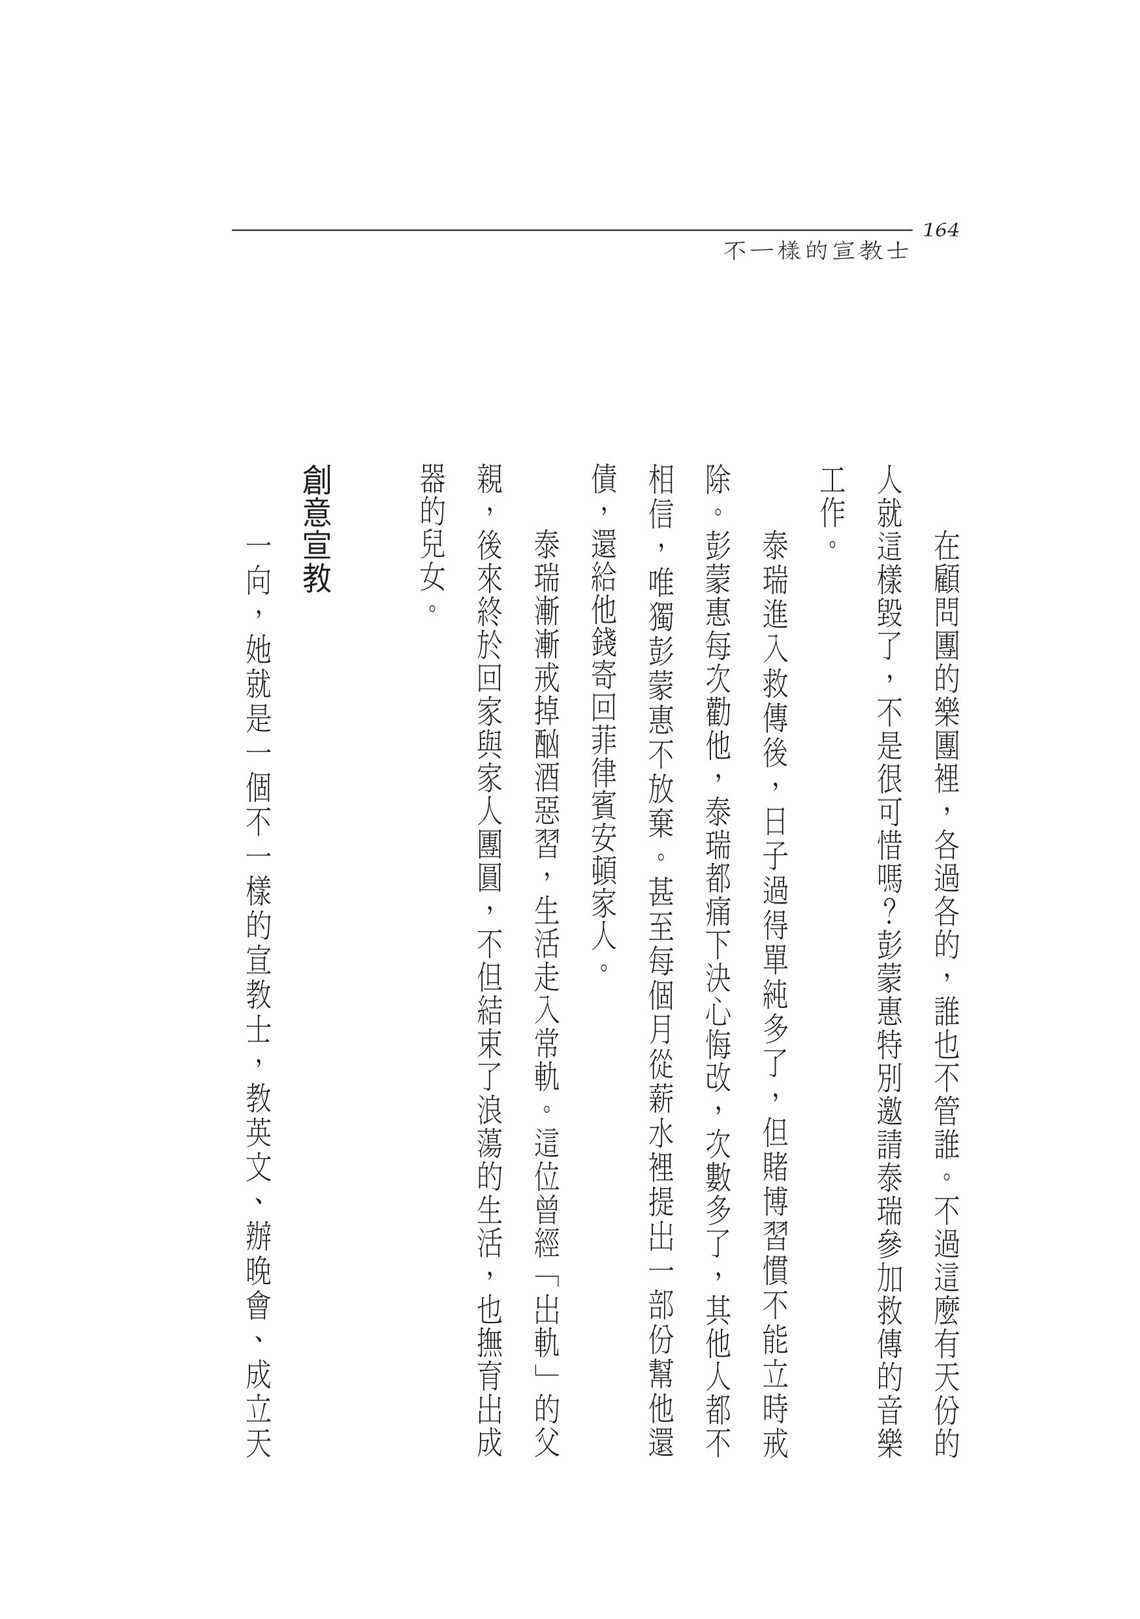 164
不一樣的宣教士
在顧問團的樂團裡，各過各的，誰也不管誰。不過這麼有天份的
人就這樣毀了，不是很可惜嗎？彭蒙惠特別邀請泰瑞參加救傳的音樂
工作。
泰瑞進入救傳後，日子過得單純多了，但賭博習慣不能立時戒
除。彭蒙惠每次勸他，泰瑞都痛下決心悔改，次數多了，其他人都不
相信，唯獨彭蒙惠不放棄。甚至每個月從薪水裡提出一部份幫他還
債，還給他錢寄回菲律賓安頓家人。
泰瑞漸漸戒掉酗酒惡習，生活走入常軌。這位曾經「出軌」的父
親，後來終於回家與家人團圓，不但結束了浪蕩的生活，也撫育出成
器的兒女。
創意宣教
一向，她就是一個不一樣的宣教士，教英文、辦晚會、成立天